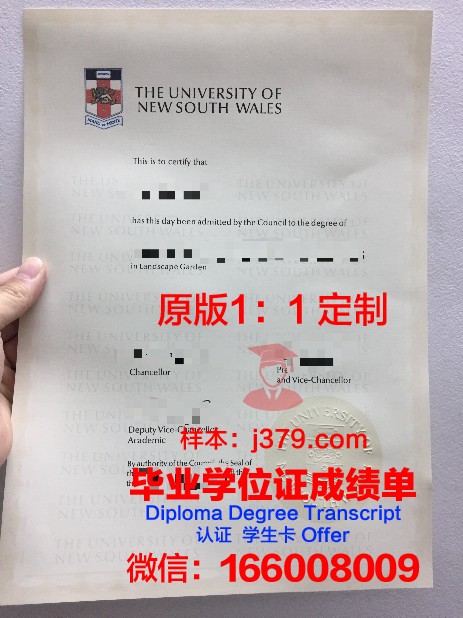 THE UNIVERSITY OF
NEW SOUTH WALES
This is to certify that
has this day been admitted by the Council to the degree of
in Landscape Garden
原版1：1定制
Chancellor
and Vice-Chancellor
Deputy Vice-Chancellor
Academic
样本：j379.com
By authority of the Council, the Seal of
the
the
毕业学位证成绩单
Diploma Degree Transcript
认证 学生卡 Offer
微信：166008009